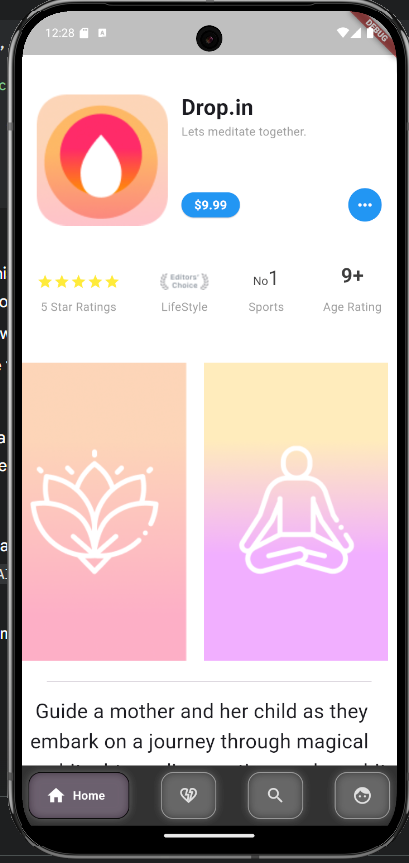 12:28
DEBUG
Drop.in
Lets meditate together.
$9.99
Editors'
Choice
No1
9+
5 Star Ratings
LifeStyle
Sports
Age Rating
Guide a mother and her child as they
embark on a journey through magical
Home